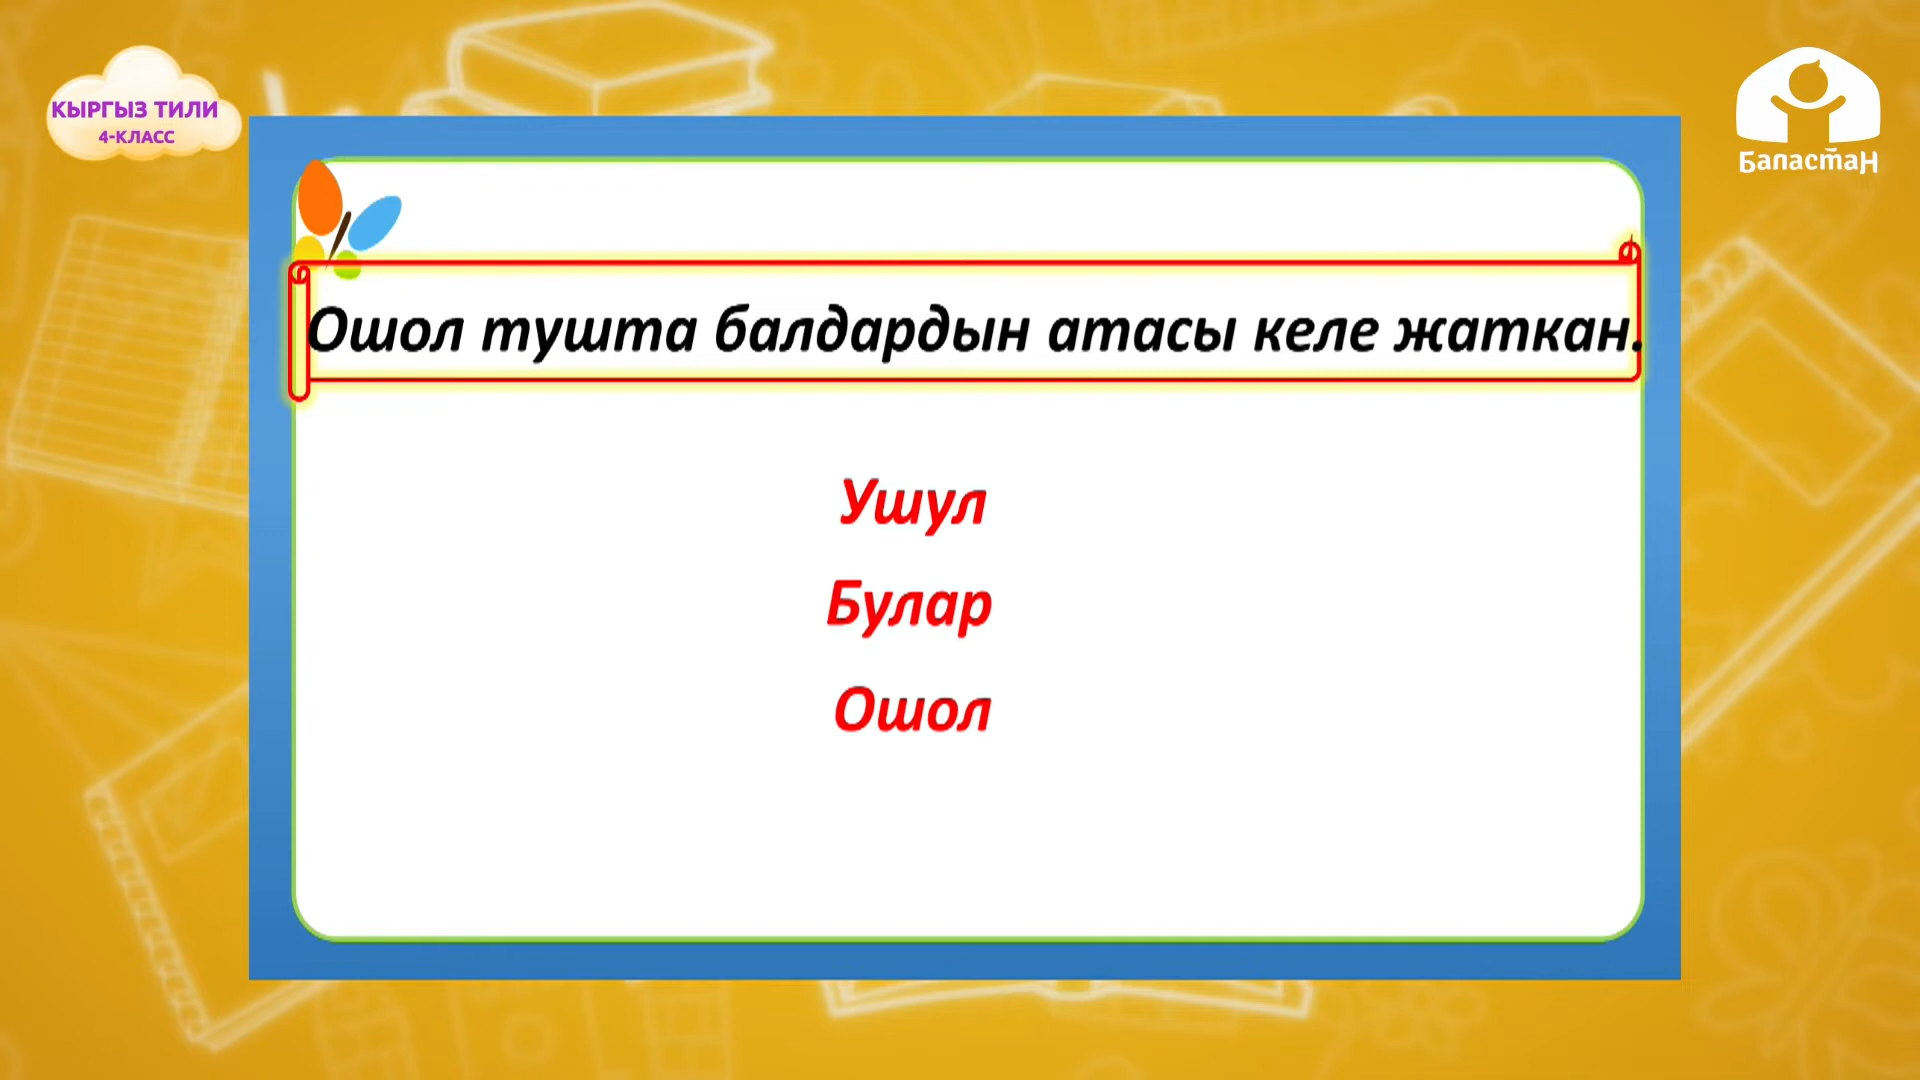 КЫРГЫЗ ТИЛИ
4-КЛАСС
Баластан
Ошол тушта балдардын атасы келе жаткан.
Ушул
Булар
Ошол